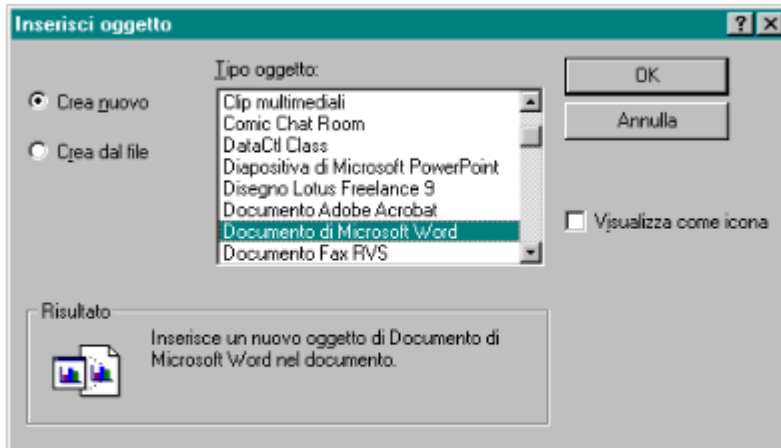 Inserisci oggetto
Tipo oggetto:
Crea nuovo
Crea dal file
Clip multimediali
Comic Chat Room
DataCtl Class
Diapositiva di Microsoft PowerPoint
Disegno Lotus Freelance 9
Documento Adobe Acrobat
Documento di Microsoft Word
Documento Fax RVS
OK
Annulla
Visualizza come icona
Risultato
Inserisce un nuovo oggetto di Documento di
Microsoft Word nel documento.